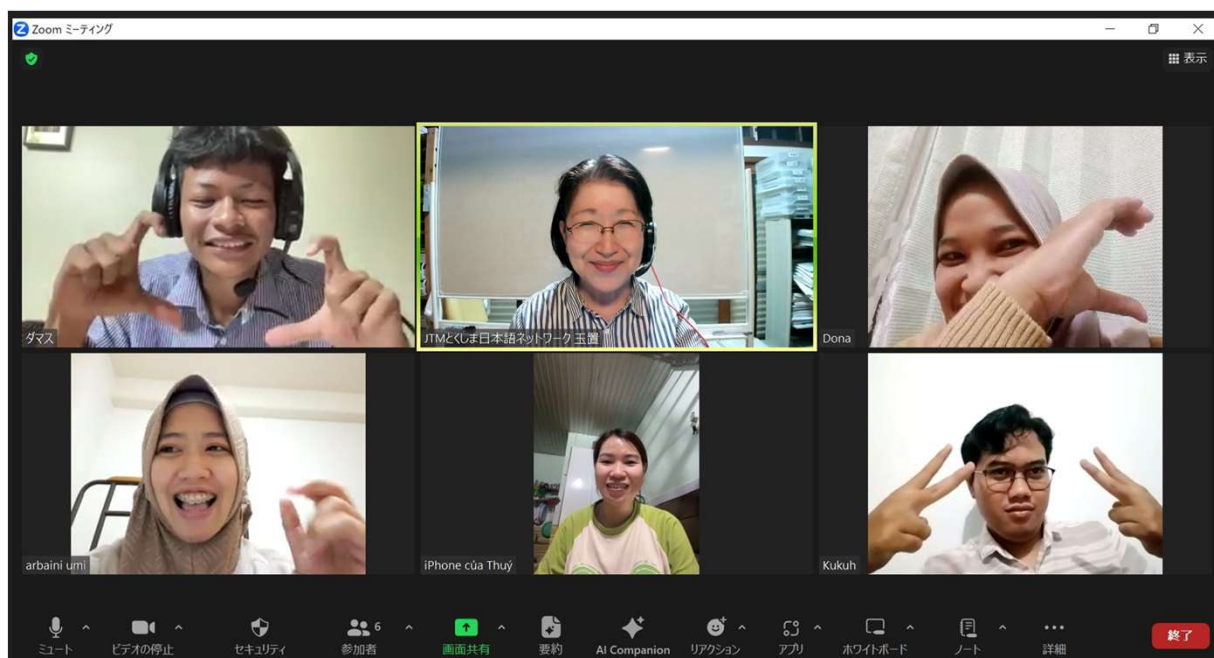 Zoom ミーティング
表示
ダマス
JTMとくしま日本語ネットワーク 玉置
Dona
arbaini umi
iPhone của Thuý
Kukuh
ミュート
ビデオの停止
セキュリティ
6
参加者
画面共有
要約
AI Companion
リアクション
アプリ
ホワイトボード
ノート
詳細
終了